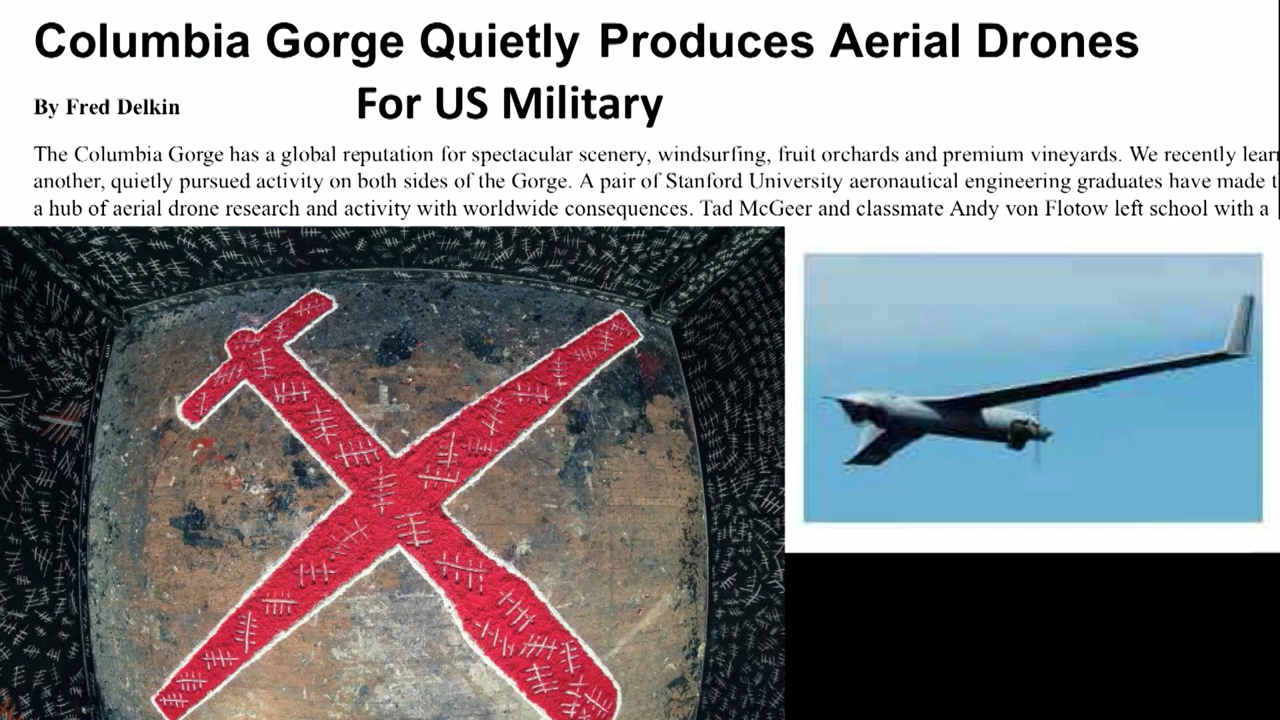 Columbia Gorge Quietly Produces Aerial Drones
For US Military
By Fred Delkin
The Columbia Gorge has a global reputation for spectacular scenery, windsurfing, fruit orchards and premium vineyards. We recently
another, quietly pursued activity on both sides of the Gorge. A pair of Stanford University aeronautical engineering graduates have made
a hub of aerial drone research and activity with worldwide consequences. Tad McGeer and classmate Andy von Flotow left school with a